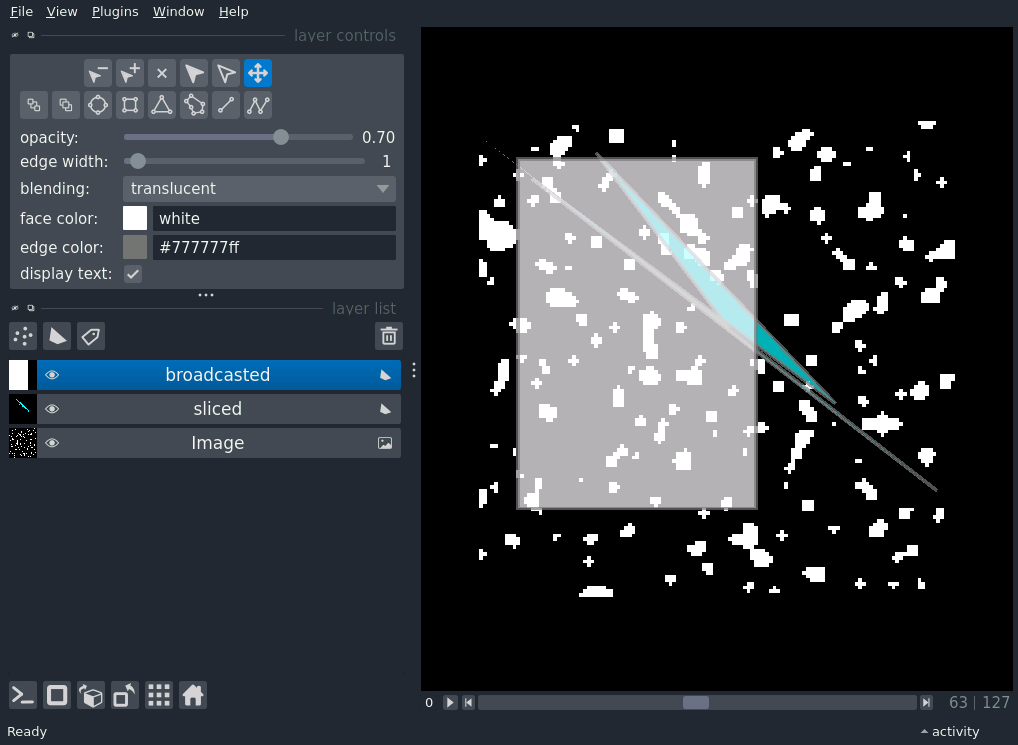 File View Plugins Window Help
layer controls
opacity: 0.70
edge width: 1
blending: translucent
face color: white
edge color: #777777ff
display text:
layer list
broadcasted
sliced
Image
0 63 | 127
Ready activity